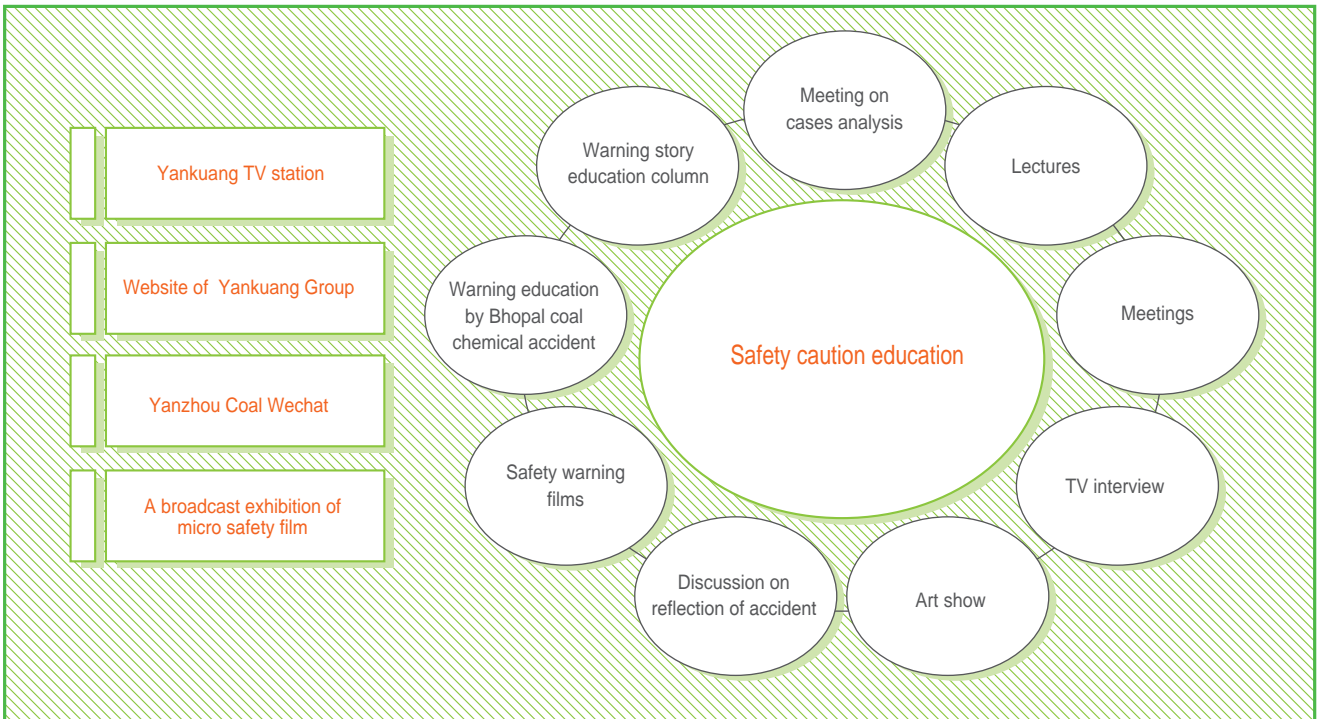 Yankuang TV station
Website of  Yankuang Group
Yanzhou Coal Wechat
A broadcast exhibition of
micro safety film
Safety caution education
Meeting on
cases analysis
Lectures
Meetings
TV interview
Art show
Discussion on
reflection of accident
Safety warning
films
Warning education
by Bhopal coal
chemical accident
Warning story
education column